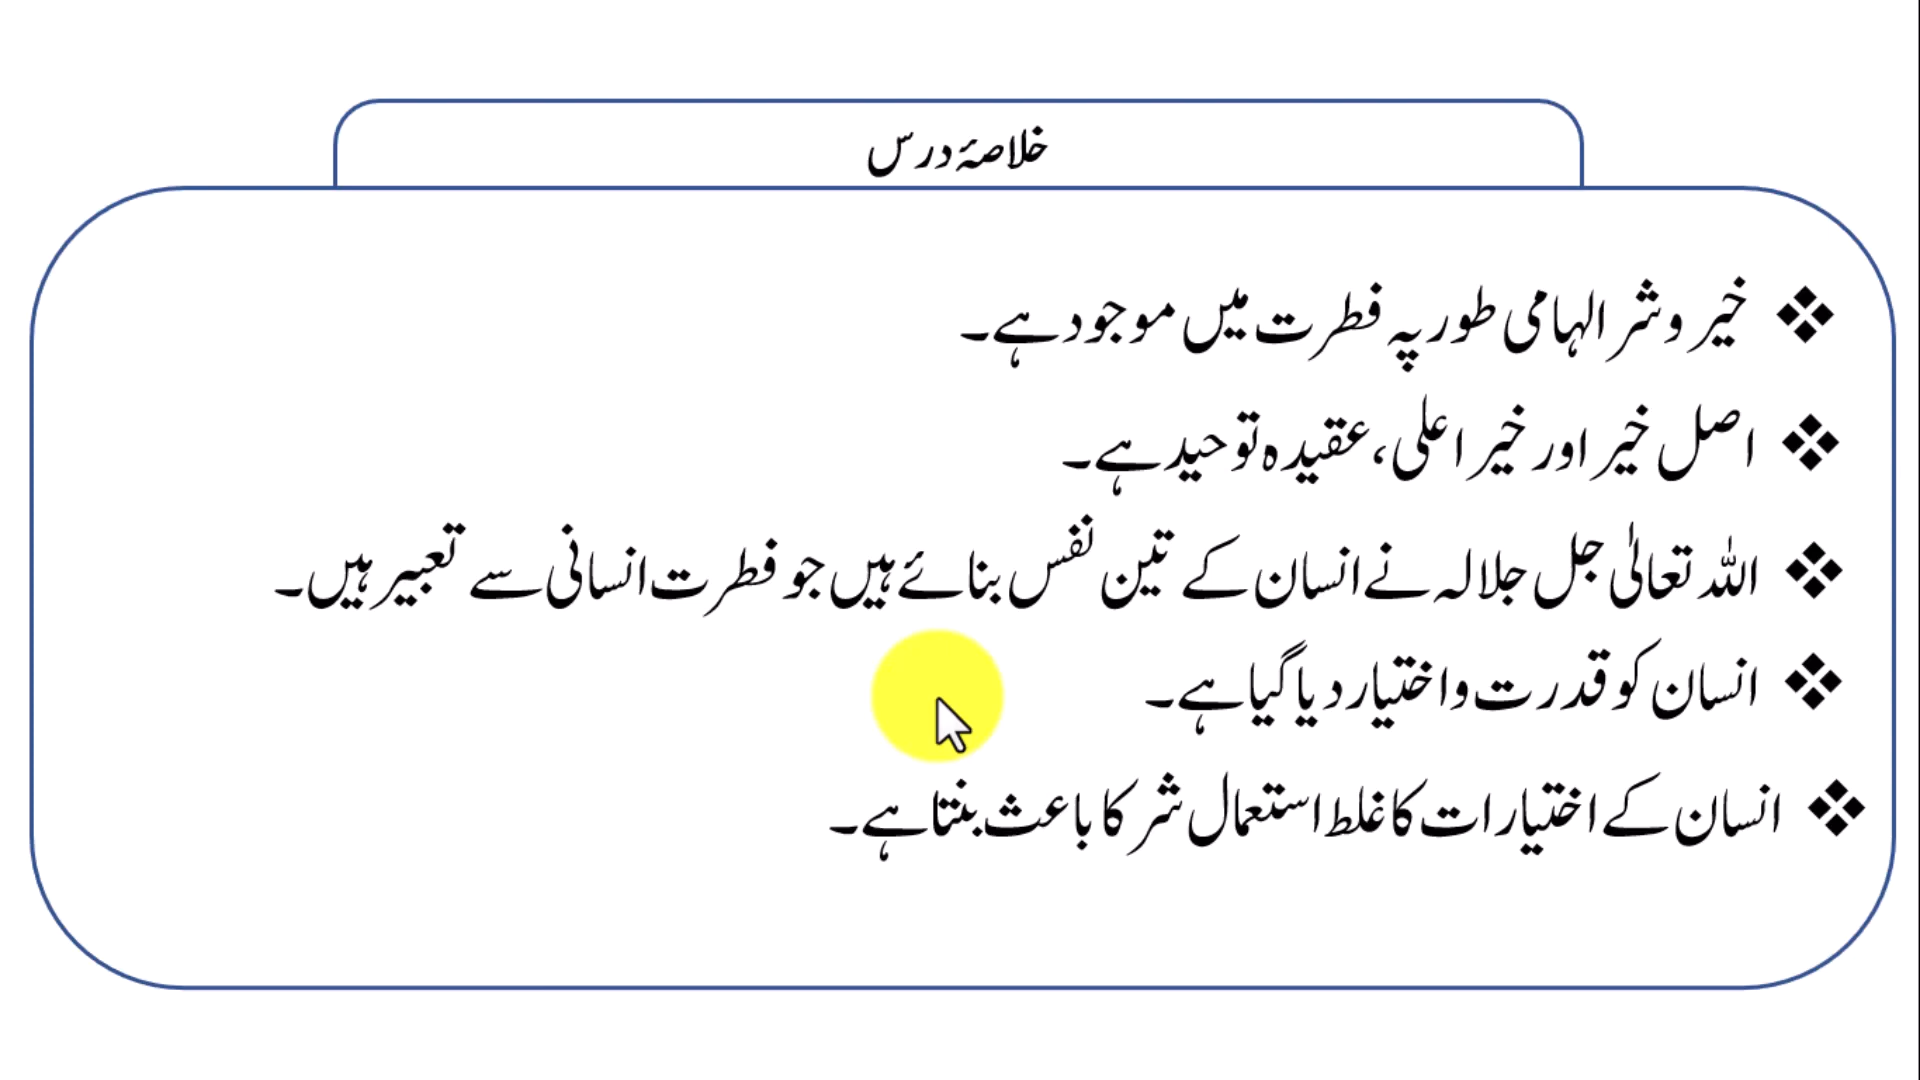 خلاصۂ درس
❖ خیر و شر الہامی طور پہ فطرت میں موجود ہے۔
❖ اصل خیر اور خیر اعلی، عقیدہ توحید ہے۔
❖ اللہ تعالٰی جل جلالہ نے انسان کے تین نفس بنائے ہیں جو فطرت انسانی سے تعبیر ہیں۔
❖ انسان کو قدرت و اختیار دیا گیا ہے۔
❖ انسان کے اختیارات کا غلط استعمال شر کا باعث بنتا ہے۔